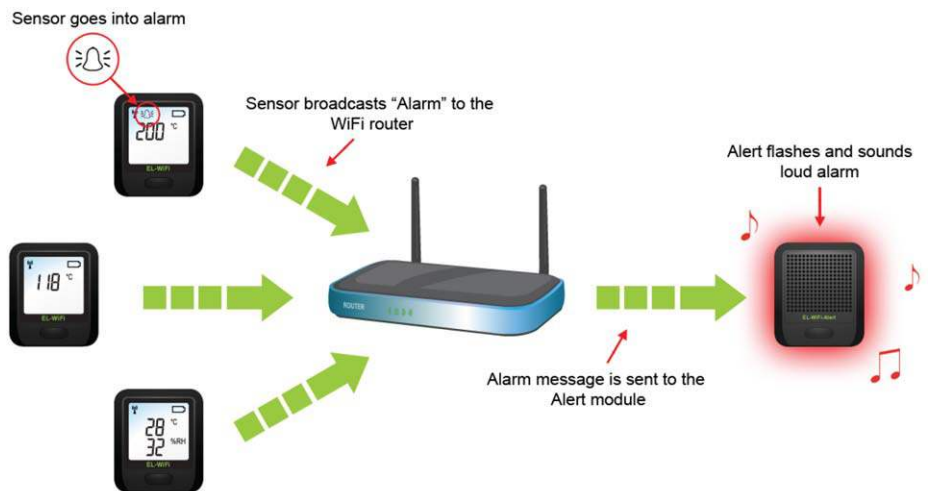 Sensor goes into alarm
Sensor broadcasts “Alarm” to the
WiFi router
200 °C
EL-WiFi
Alert flashes and sounds
loud alarm
118 °C
EL-WiFi
ROUTER
EL-WiFi-Alert
Alarm message is sent to the
Alert module
28 °C
32 %RH
EL-WiFi